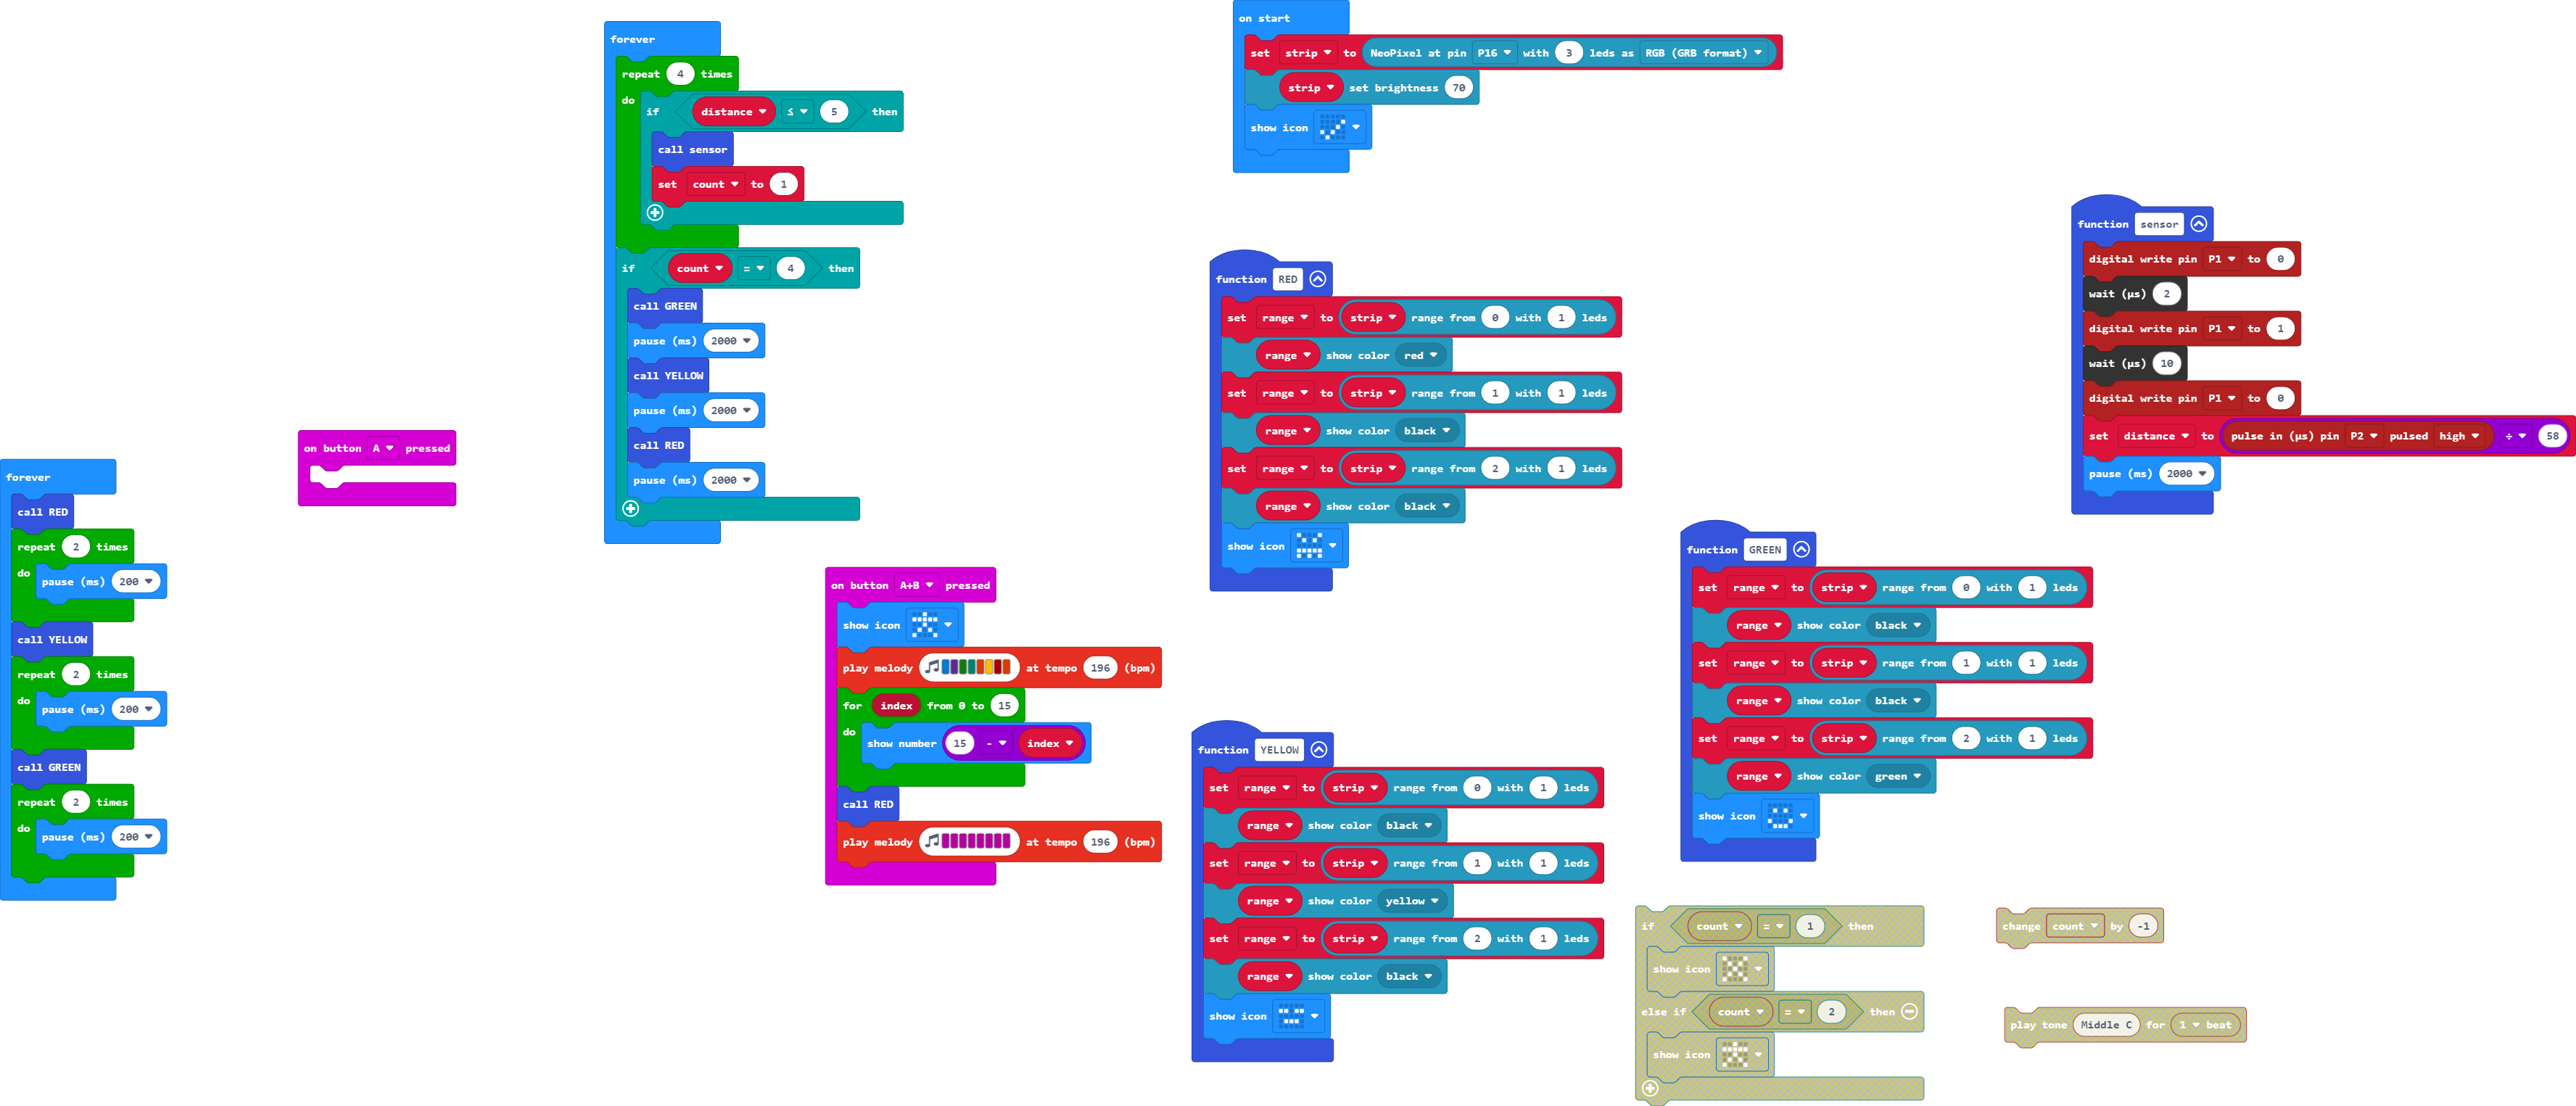 forever
call RED
repeat 2 times
do pause (ms) 200
call YELLOW
repeat 2 times
do pause (ms) 200
call GREEN
repeat 2 times
do pause (ms) 200
on button A pressed
forever
repeat 4 times
do if distance ≤ 5 then
call sensor
set count to 1
if count = 4 then
call GREEN
pause (ms) 2000
call YELLOW
pause (ms) 2000
call RED
pause (ms) 2000
on button A+B pressed
show icon
play melody at tempo 196 (bpm)
for index from 0 to 15
do show number 15 - index
call RED
play melody at tempo 196 (bpm)
on start
set strip to NeoPixel at pin P16 with 3 leds as RGB (GRB format)
strip set brightness 70
show icon
function RED
set range to strip range from 0 with 1 leds
range show color red
set range to strip range from 1 with 1 leds
range show color black
set range to strip range from 2 with 1 leds
range show color black
show icon
function YELLOW
set range to strip range from 0 with 1 leds
range show color black
set range to strip range from 1 with 1 leds
range show color yellow
set range to strip range from 2 with 1 leds
range show color black
show icon
function GREEN
set range to strip range from 0 with 1 leds
range show color black
set range to strip range from 1 with 1 leds
range show color black
set range to strip range from 2 with 1 leds
range show color green
show icon
function sensor
digital write pin P1 to 0
wait (µs) 2
digital write pin P1 to 1
wait (µs) 10
digital write pin P1 to 0
set distance to pulse in (µs) pin P2 pulsed high ÷ 58
pause (ms) 2000
if count = 1 then
show icon
else if count = 2 then
show icon
change count by -1
play tone Middle C for 1 beat